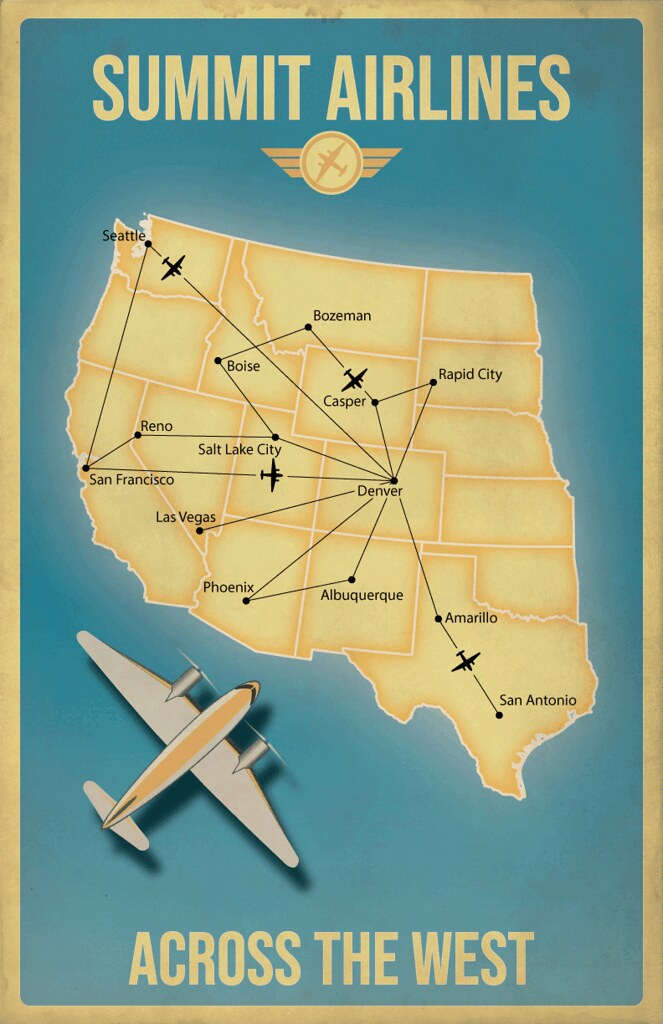 SUMMIT AIRLINES
Seattle
Bozeman
Boise
Rapid City
Casper
Reno
Salt Lake City
San Francisco
Denver
Las Vegas
Phoenix
Albuquerque
Amarillo
San Antonio
ACROSS THE WEST